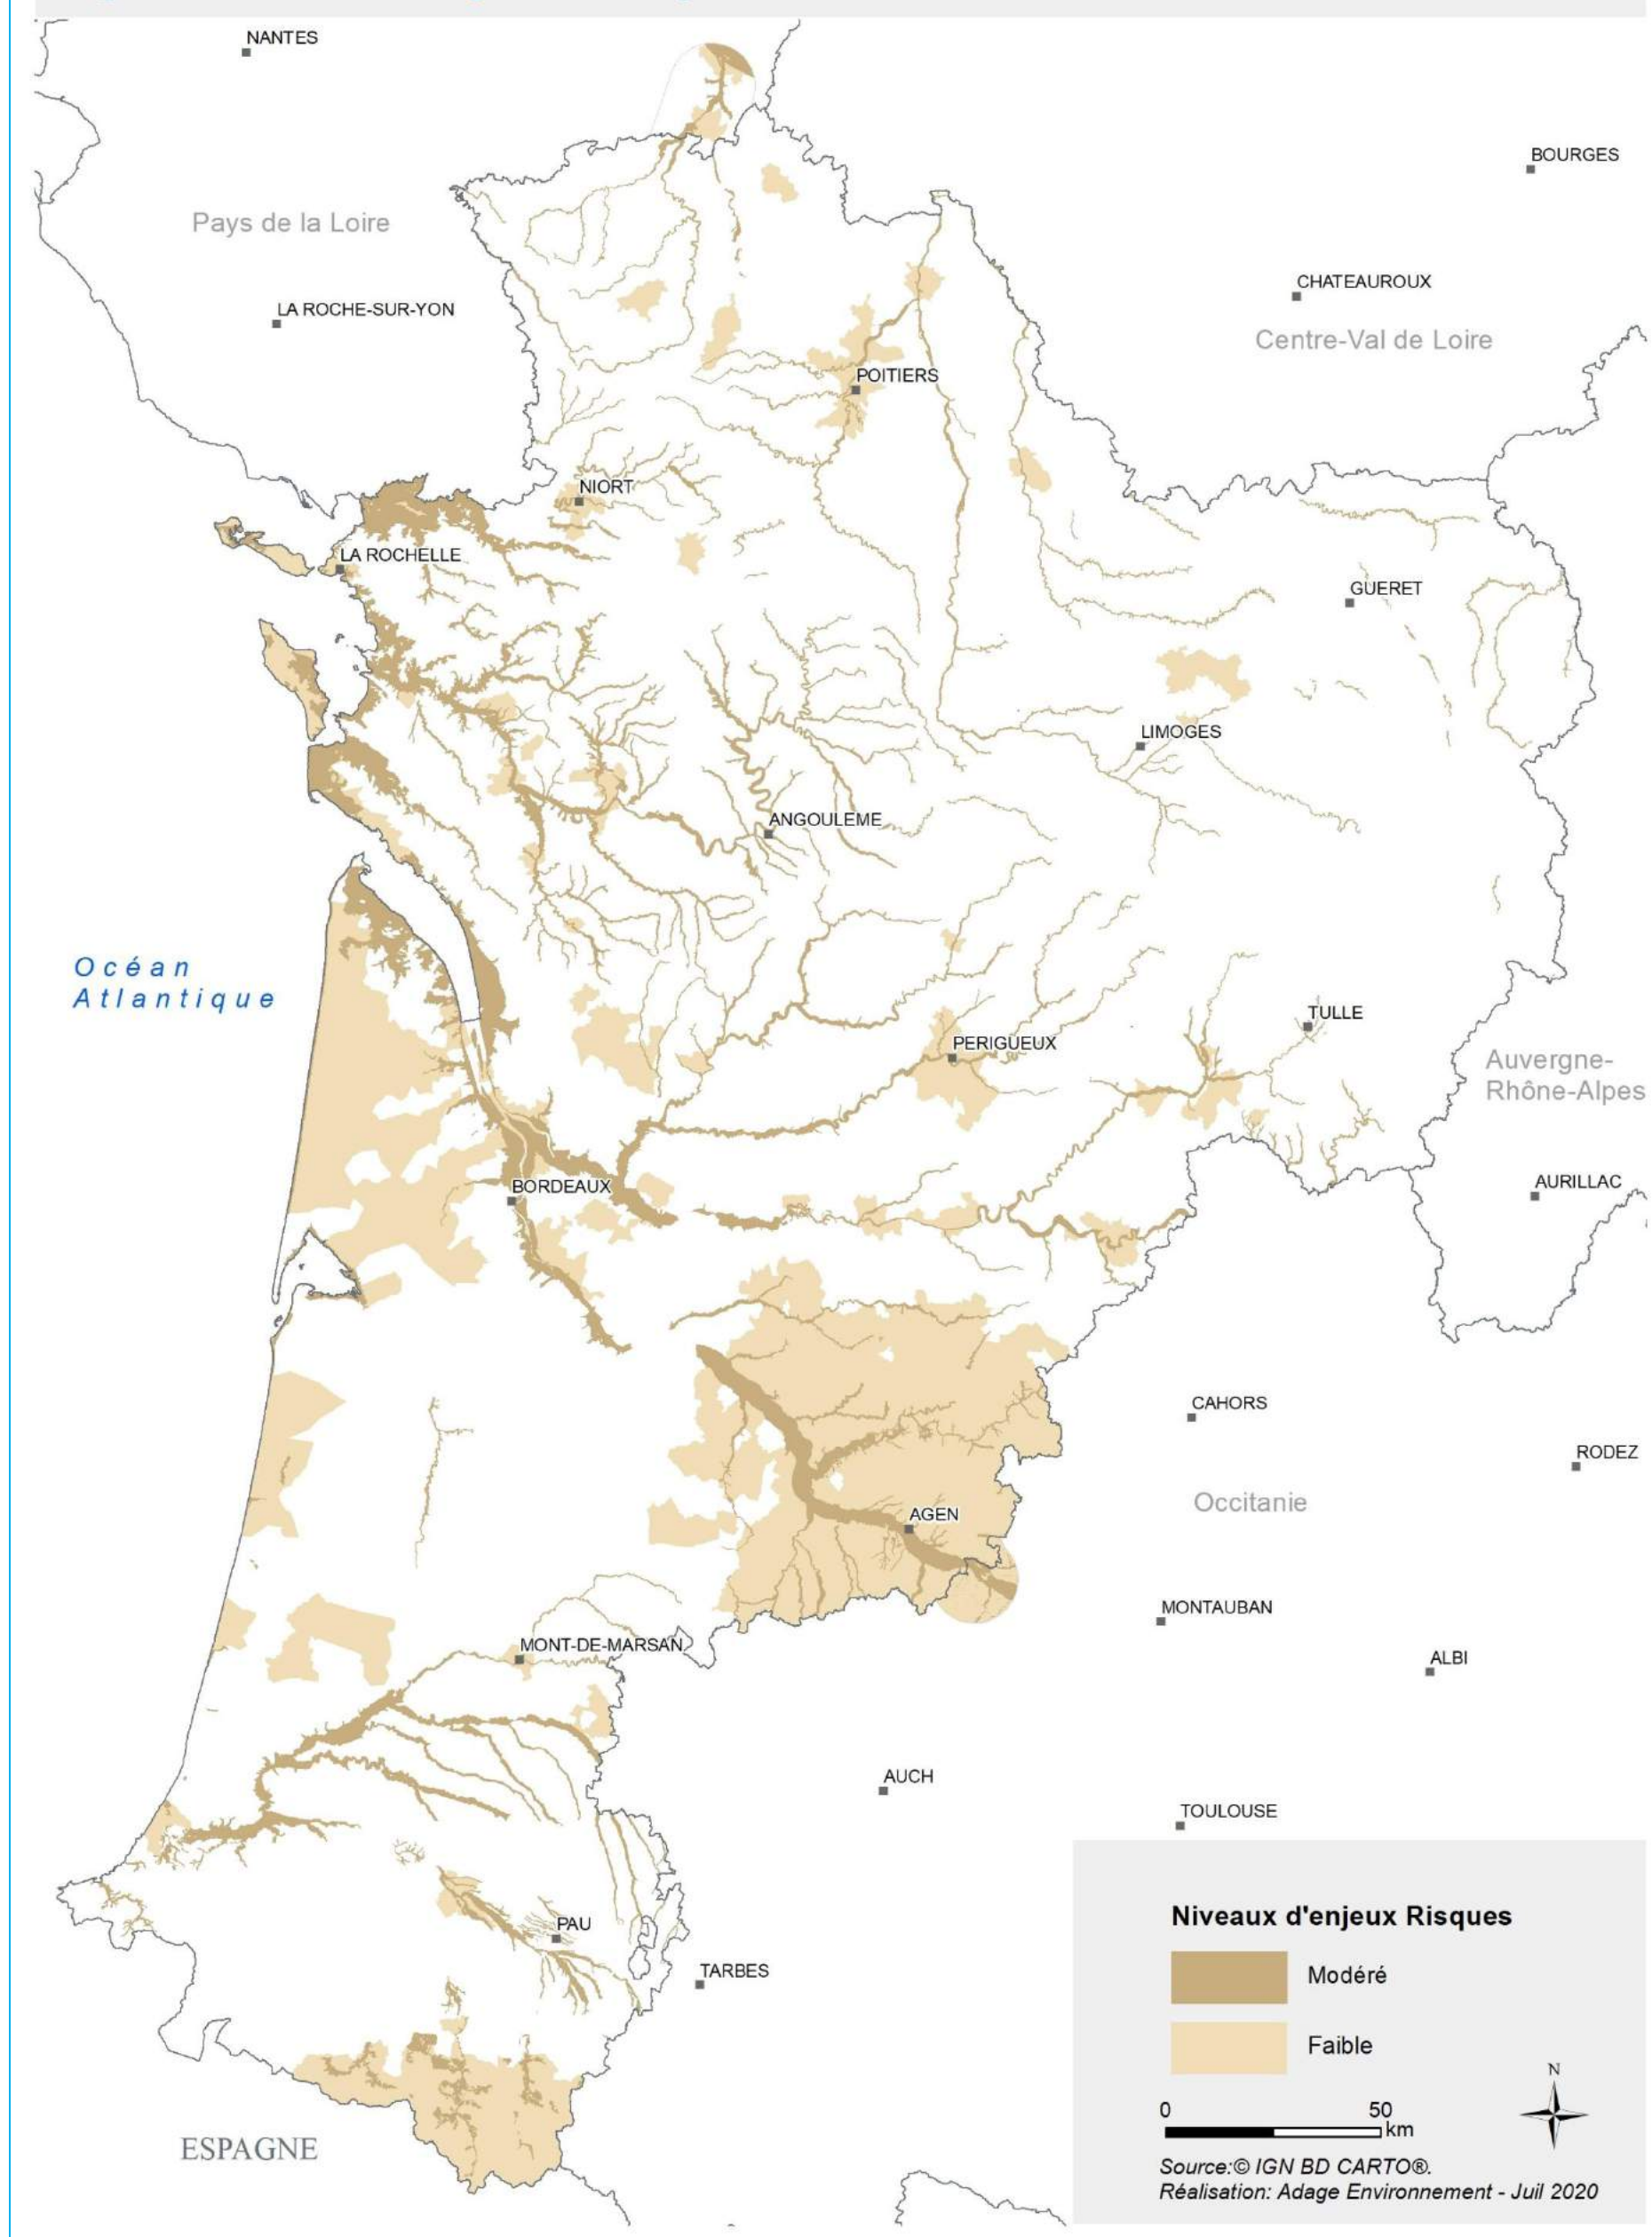 NANTES
BOURGES
Pays de la Loire
CHATEAUROUX
LA ROCHE-SUR-YON
Centre-Val de Loire
POITIERS
NIORT
LA ROCHELLE
GUERET
LIMOGES
ANGOULEME
Océan
Atlantique
TULLE
PERIGUEUX
Auvergne-
Rhône-Alpes
BORDEAUX
AURILLAC
CAHORS
RODEZ
Occitanie
AGEN
MONTAUBAN
MONT-DE-MARSAN
ALBI
AUCH
TOULOUSE
PAU
TARBES
ESPAGNE
Niveaux d'enjeux Risques
Modéré
Faible
N
0 50
km
Source:© IGN BD CARTO®.
Réalisation: Adage Environnement - Juil 2020